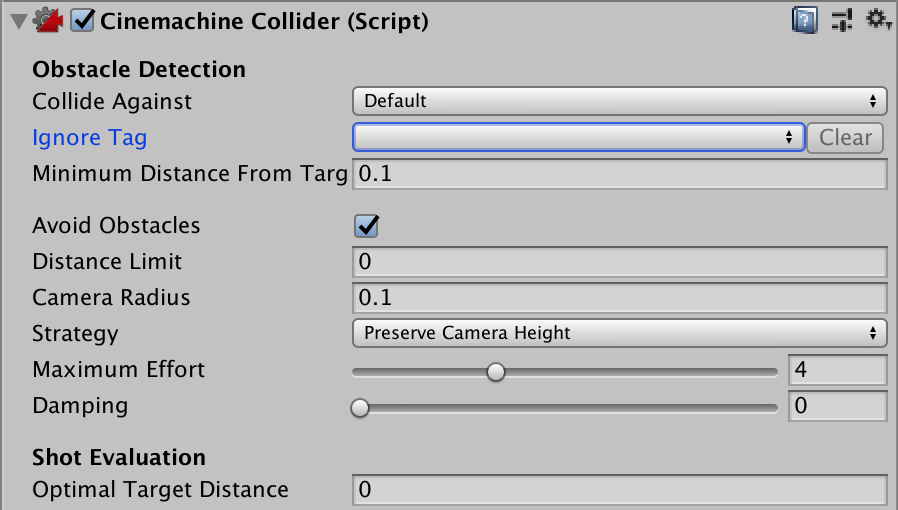 Cinemachine Collider (Script)
Obstacle Detection
Collide Against Default
Ignore Tag Clear
Minimum Distance From Targ 0.1
Avoid Obstacles
Distance Limit 0
Camera Radius 0.1
Strategy Preserve Camera Height
Maximum Effort 4
Damping 0
Shot Evaluation
Optimal Target Distance 0